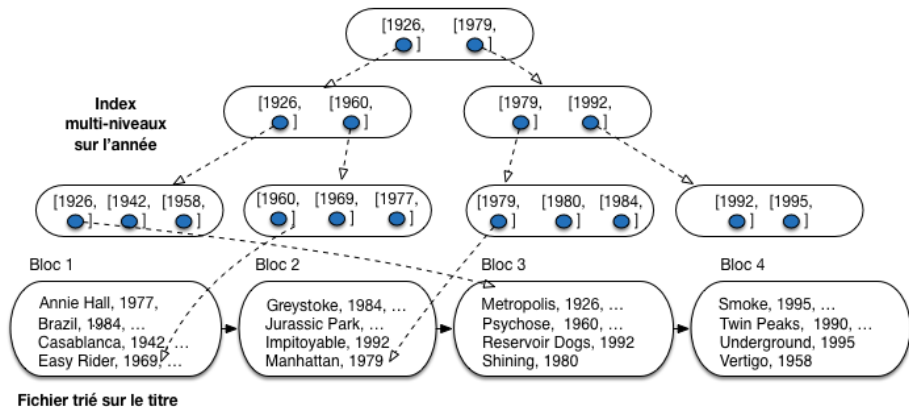 [1926, [1979,
] ]
Index
multi-niveaux
sur l'année
[1926, [1960,
] ]
[1979, [1992,
] ]
[1926, [1942, [1958,
] ] ]
[1960, [1969, [1977,
] ] ]
[1979, [1980, [1984,
] ] ]
[1992, [1995,
] ]
Bloc 1
Annie Hall, 1977,
Brazil, 1984, ...
Casablanca, 1942, ...
Easy Rider, 1969, ...
Bloc 2
Greystoke, 1984, ...
Jurassic Park, ...
Impitoyable, 1992
Manhattan, 1979
Bloc 3
Metropolis, 1926, ...
Psychose, 1960, ...
Reservoir Dogs, 1992
Shining, 1980
Bloc 4
Smoke, 1995, ...
Twin Peaks, 1990, ...
Underground, 1995
Vertigo, 1958
Fichier trié sur le titre